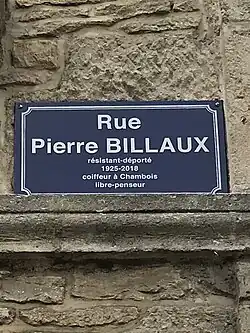 Rue
Pierre BILLAUX
résistant-déporté
1925-2018
coiffeur à Chambois
libre-penseur